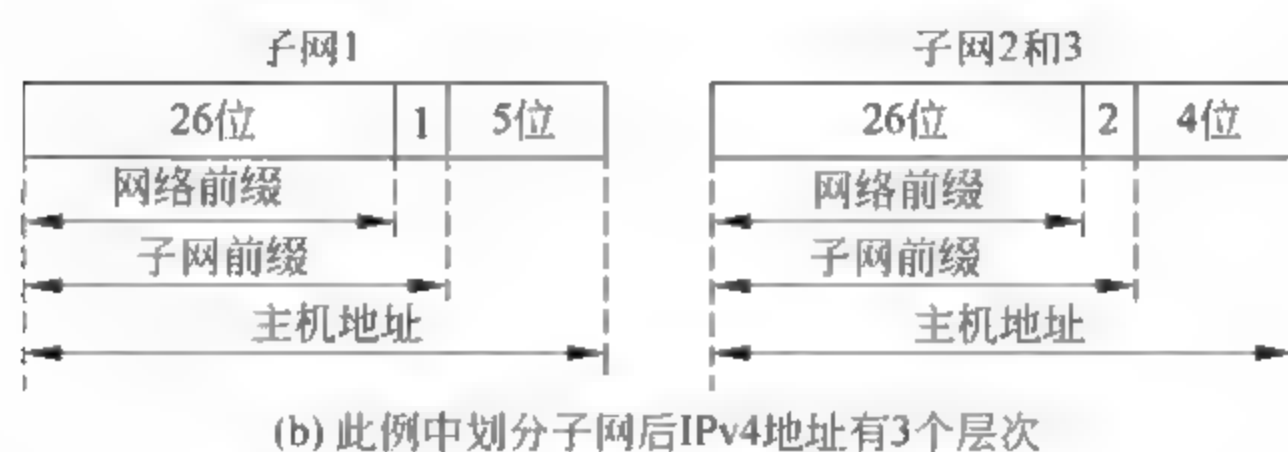 子网1
26位 1 5位
网络前缀
子网前缀
主机地址
子网2和3
26位 2 4位
网络前缀
子网前缀
主机地址
(b) 此例中划分子网后IPv4地址有3个层次